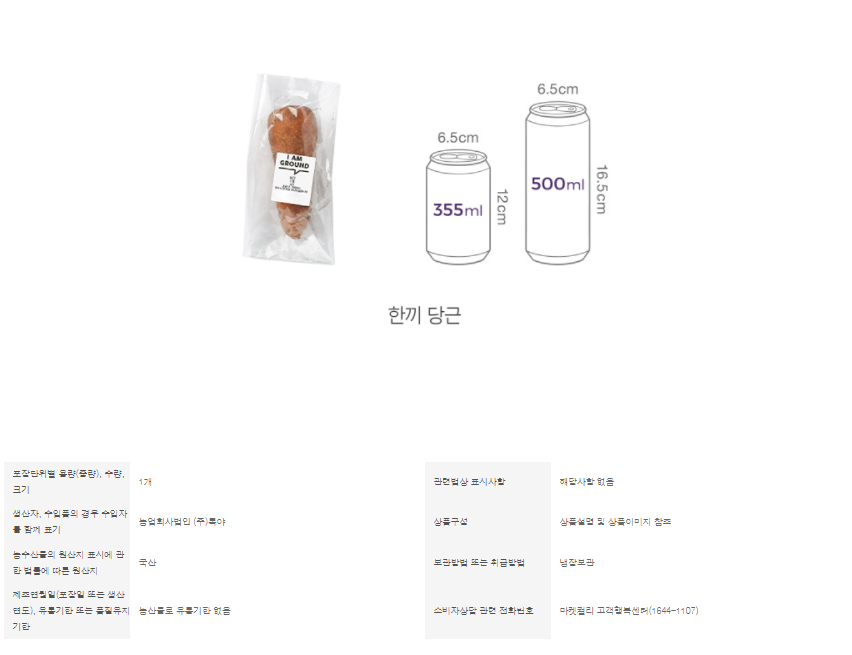 6.5cm
6.5cm
I AM
GROUND
355ml
12cm
500ml
16.5cm
한끼 당근
포장단위별 용량(중량), 수량,
크기
1개
관련법상 표시사항
해당사항 없음
생산자, 수입품의 경우 수입자
를 함께 표기
농업회사법인 (주)록야
상품구성
상품설명 및 상품이미지 참조
농수산물의 원산지 표시에 관
한 법률에 따른 원산지
국산
보관방법 또는 취급방법
냉장보관
제조연월일(포장일 또는 생산
연도), 유통기한 또는 품질유지
기한
농산물로 유통기한 없음
소비자상담 관련 전화번호
마켓컬리 고객행복센터(1644-1107)